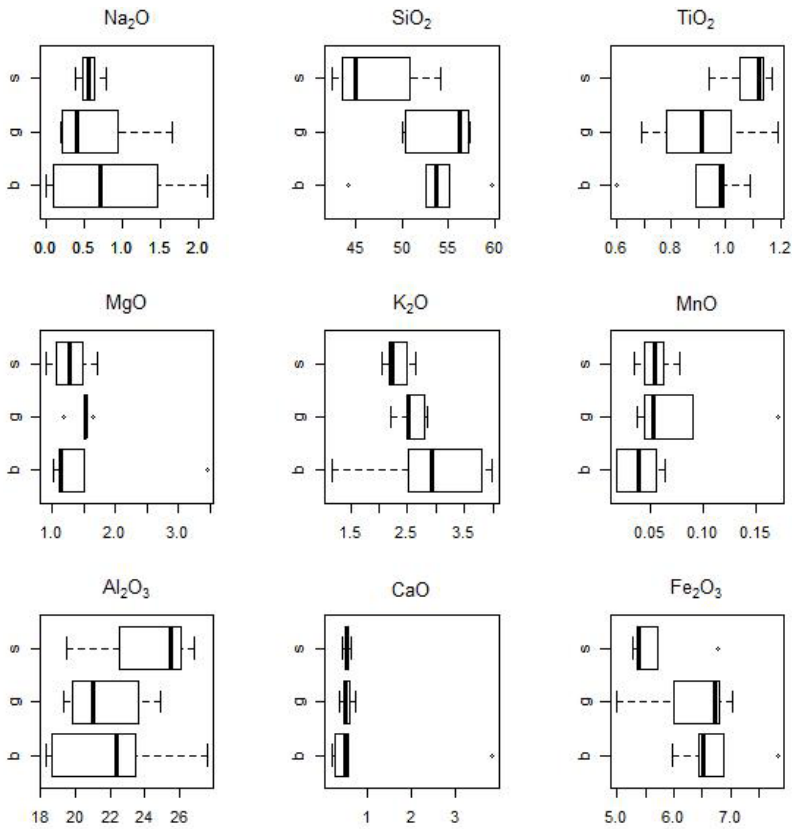 Na₂O
SiO₂
TiO₂
s
g
b
s
g
b
s
g
b
0.0 0.5 1.0 1.5 2.0
45 50 55 60
0.6 0.8 1.0 1.2
MgO
K₂O
MnO
s
g
b
s
g
b
s
g
b
1.0 2.0 3.0
1.5 2.5 3.5
0.05 0.10 0.15
Al₂O₃
CaO
Fe₂O₃
s
g
b
s
g
b
s
g
b
18 20 22 24 26
1 2 3
5.0 6.0 7.0